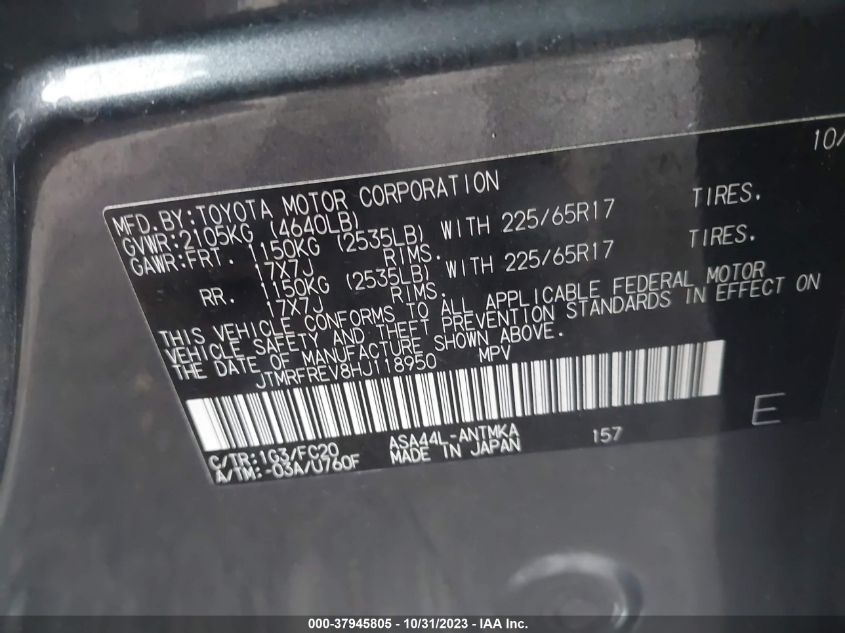 10/
MFD. BY: TOYOTA MOTOR CORPORATION
GVWR: 2105KG (4640LB)
GAWR: FRT. 1150KG (2535LB) WITH 225/65R17 TIRES.
17X7J RIMS.
RR. 1150KG (2535LB) WITH 225/65R17 TIRES.
17X7J RIMS.
THIS VEHICLE CONFORMS TO ALL APPLICABLE FEDERAL MOTOR
VEHICLE SAFETY AND THEFT PREVENTION STANDARDS IN EFFECT ON
THE DATE OF MANUFACTURE SHOWN ABOVE.
JTMRFREV8HJ118950 MPV
E
C/TR: 1G3/FC20 ASA44L-ANTMKA 157
A/TM: -03A/U760F MADE IN JAPAN
000-37945805 - 10/31/2023 - IAA Inc.